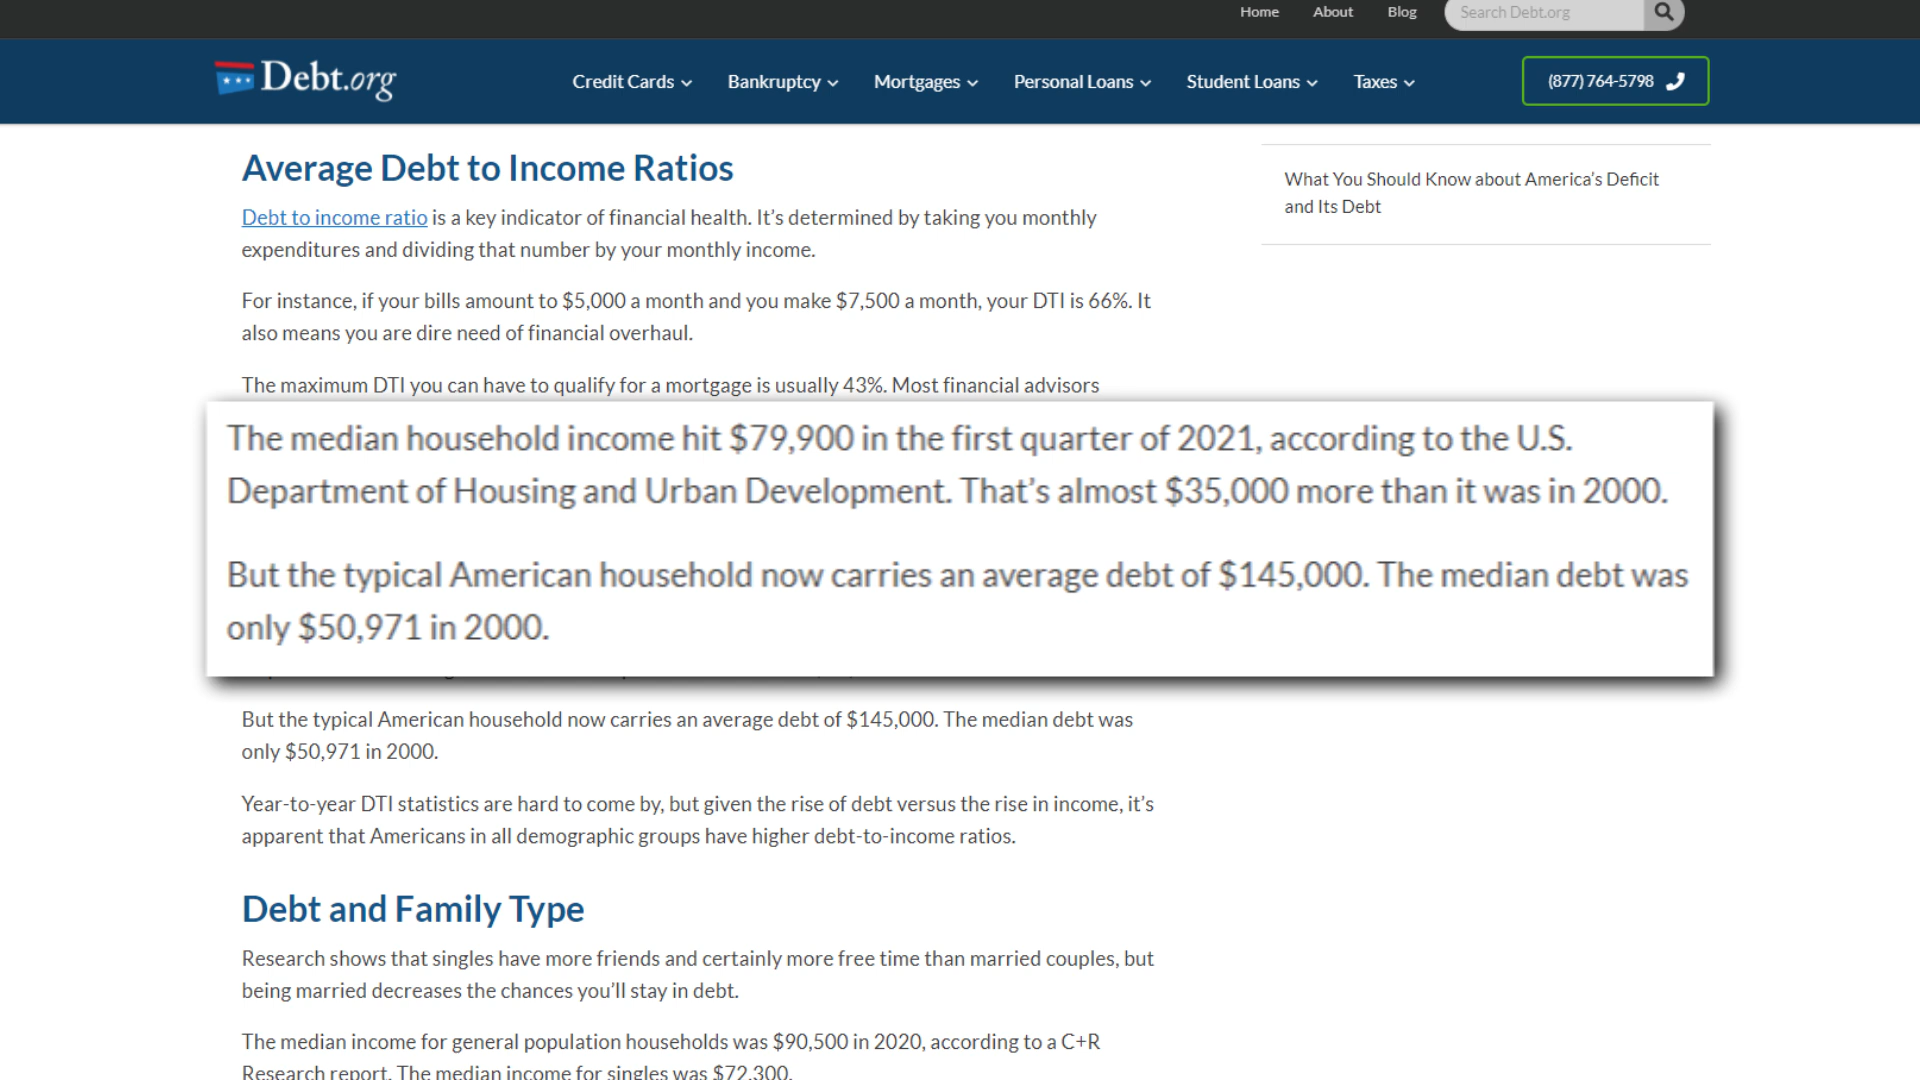 Home About Blog Search Debt.org
Debt.org Credit Cards Bankruptcy Mortgages Personal Loans Student Loans Taxes (877) 764-5798
Average Debt to Income Ratios
Debt to income ratio is a key indicator of financial health. It’s determined by taking you monthly
expenditures and dividing that number by your monthly income.
For instance, if your bills amount to $5,000 a month and you make $7,500 a month, your DTI is 66%. It
also means you are dire need of financial overhaul.
The maximum DTI you can have to qualify for a mortgage is usually 43%. Most financial advisors
What You Should Know about America’s Deficit
and Its Debt
The median household income hit $79,900 in the first quarter of 2021, according to the U.S.
Department of Housing and Urban Development. That’s almost $35,000 more than it was in 2000.
But the typical American household now carries an average debt of $145,000. The median debt was
only $50,971 in 2000.
But the typical American household now carries an average debt of $145,000. The median debt was
only $50,971 in 2000.
Year-to-year DTI statistics are hard to come by, but given the rise of debt versus the rise in income, it’s
apparent that Americans in all demographic groups have higher debt-to-income ratios.
Debt and Family Type
Research shows that singles have more friends and certainly more free time than married couples, but
being married decreases the chances you’ll stay in debt.
The median income for general population households was $90,500 in 2020, according to a C+R
Research report. The median income for singles was $72,300.